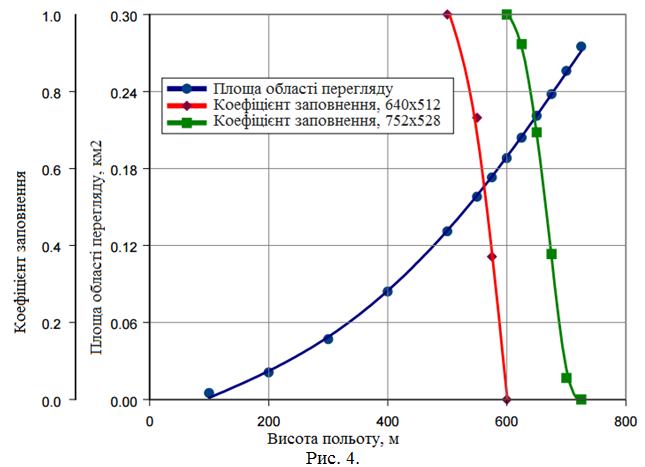 1.0
0.8
0.6
0.4
0.2
0.0
Коефіцієнт заповнення
0.30
0.24
0.18
0.12
0.06
0.00
Площа області перегляду, км2
Площа області перегляду
Коефіцієнт заповнення, 640x512
Коефіцієнт заповнення, 752x528
0 200 400 600 800
Висота польоту, м
Рис. 4.